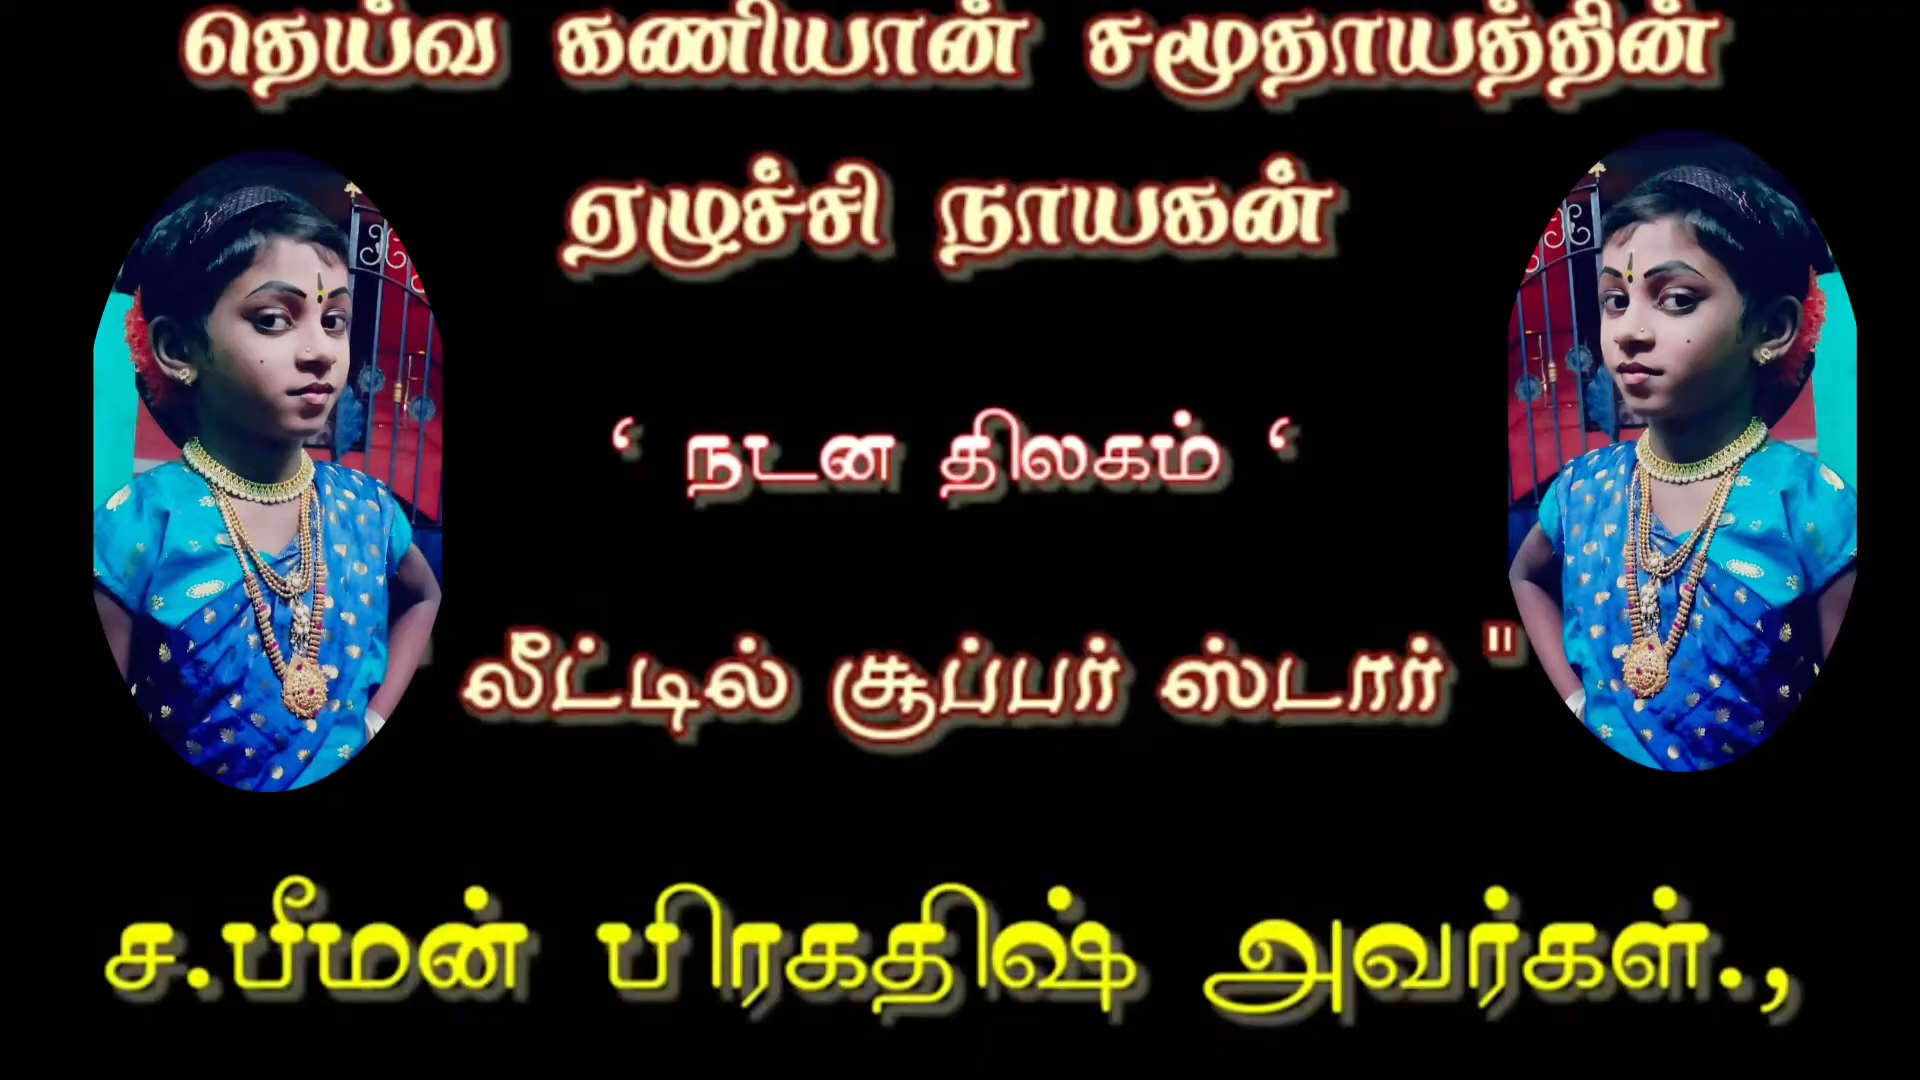 தெய்வ கணியான் சமூதாயத்தின்
ஏழுச்சி நாயகன்
‘ நடன திலகம் ‘
லீட்டில் சூப்பர் ஸ்டார் "
ச.பீமன் பிரகதிஷ் அவர்கள்.,